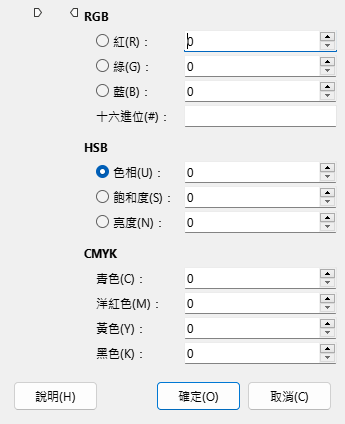 RGB
紅(R)： 0
綠(G)： 0
藍(B)： 0
十六進位(#)：
HSB
色相(U)： 0
飽和度(S)： 0
亮度(N)： 0
CMYK
青色(C)： 0
洋紅色(M)： 0
黃色(Y)： 0
黑色(K)： 0
說明(H) 確定(O) 取消(C)